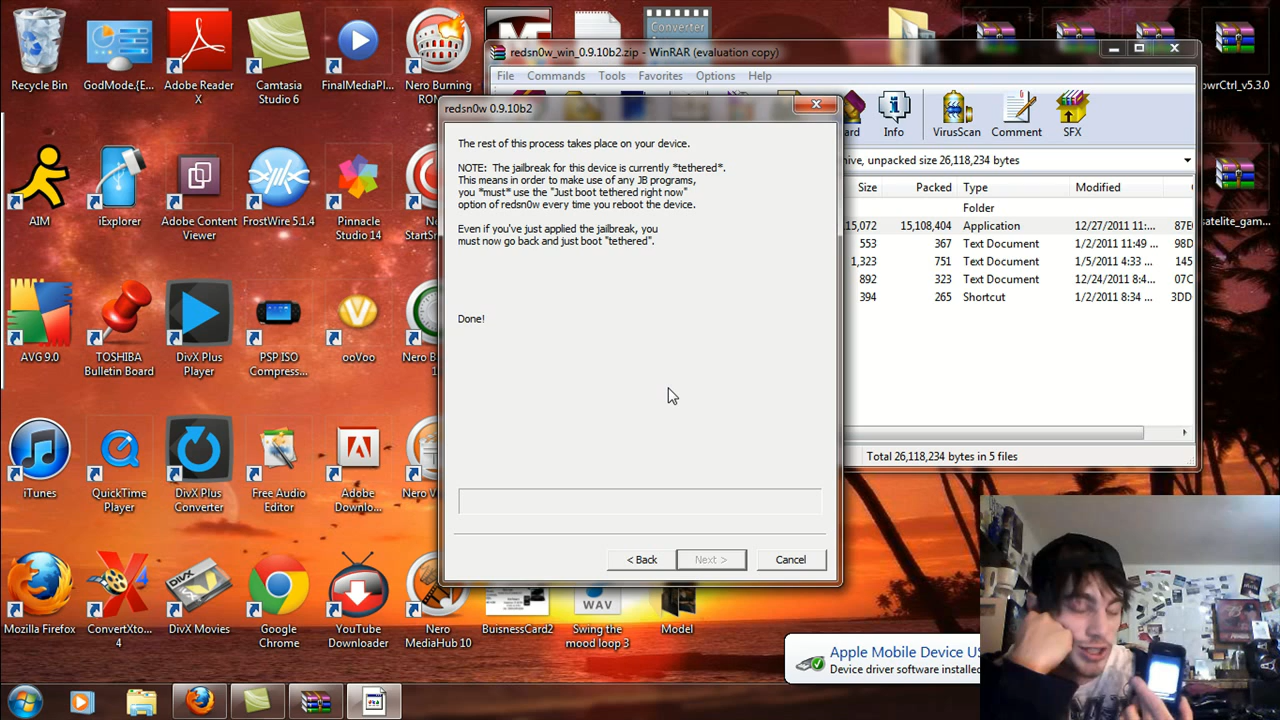 redsn0w_win_0.9.10b2.zip - WinRAR (evaluation copy)
File Commands Tools Favorites Options Help
Info VirusScan Comment SFX
unpacked size 26,118,234 bytes
Size Packed Type Modified
Folder
15,108,404 Application 12/27/2011 11:...
553 367 Text Document 1/2/2011 11:49 ... 98D
1,323 751 Text Document 1/5/2011 4:33 ... 145
892 323 Text Document 12/24/2011 8:4... 07C
394 265 Shortcut 1/2/2011 8:34 ... 3DD
Total 26,118,234 bytes in 5 files
redsn0w 0.9.10b2
The rest of this process takes place on your device.
NOTE: The jailbreak for this device is currently *tethered*.
This means in order to make use of any JB programs,
you *must* use the "Just boot tethered right now"
option of redsn0w every time you reboot the device.
Even if you've just applied the jailbreak, you
must now go back and just boot "tethered".
Done!
< Back Next > Cancel
Recycle Bin
GodMode.{E...
Adobe Reader
X
Camtasia
Studio 6
FinalMediaPl...
Nero Burning
Converter
AIM
iExplorer
Adobe Content
Viewer
FrostWire 5.1.4
Pinnacle
Studio 14
AVG 9.0
TOSHIBA
Bulletin Board
DivX Plus
Player
PSP ISO
Compress...
ooVoo
iTunes
QuickTime
Player
DivX Plus
Converter
Free Audio
Editor
Adobe
Downlo...
Mozilla Firefox
ConvertXto...
4
DivX Movies
Google
Chrome
YouTube
Downloader
Nero
MediaHub 10
BuisnessCard2
WAV
Swing the
mood loop 3
Model
Apple Mobile Device
Device driver software installed